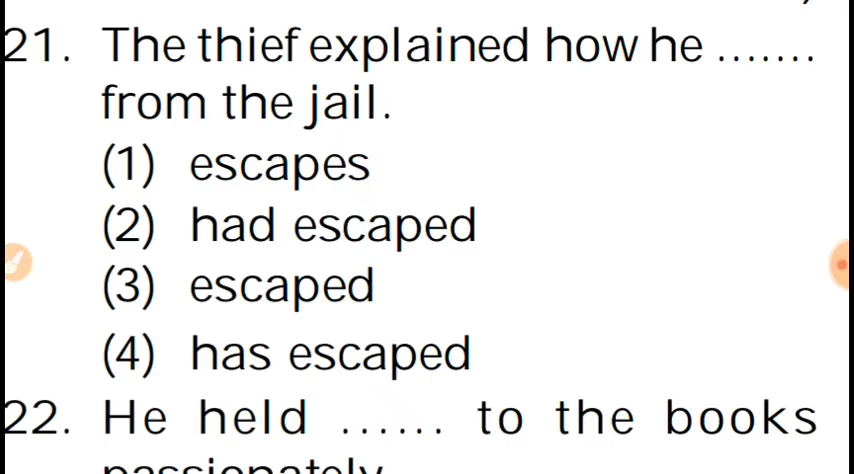 21. The thief explained how he .......
from the jail.
(1) escapes
(2) had escaped
(3) escaped
(4) has escaped
22. He held ...... to the books
passionately.